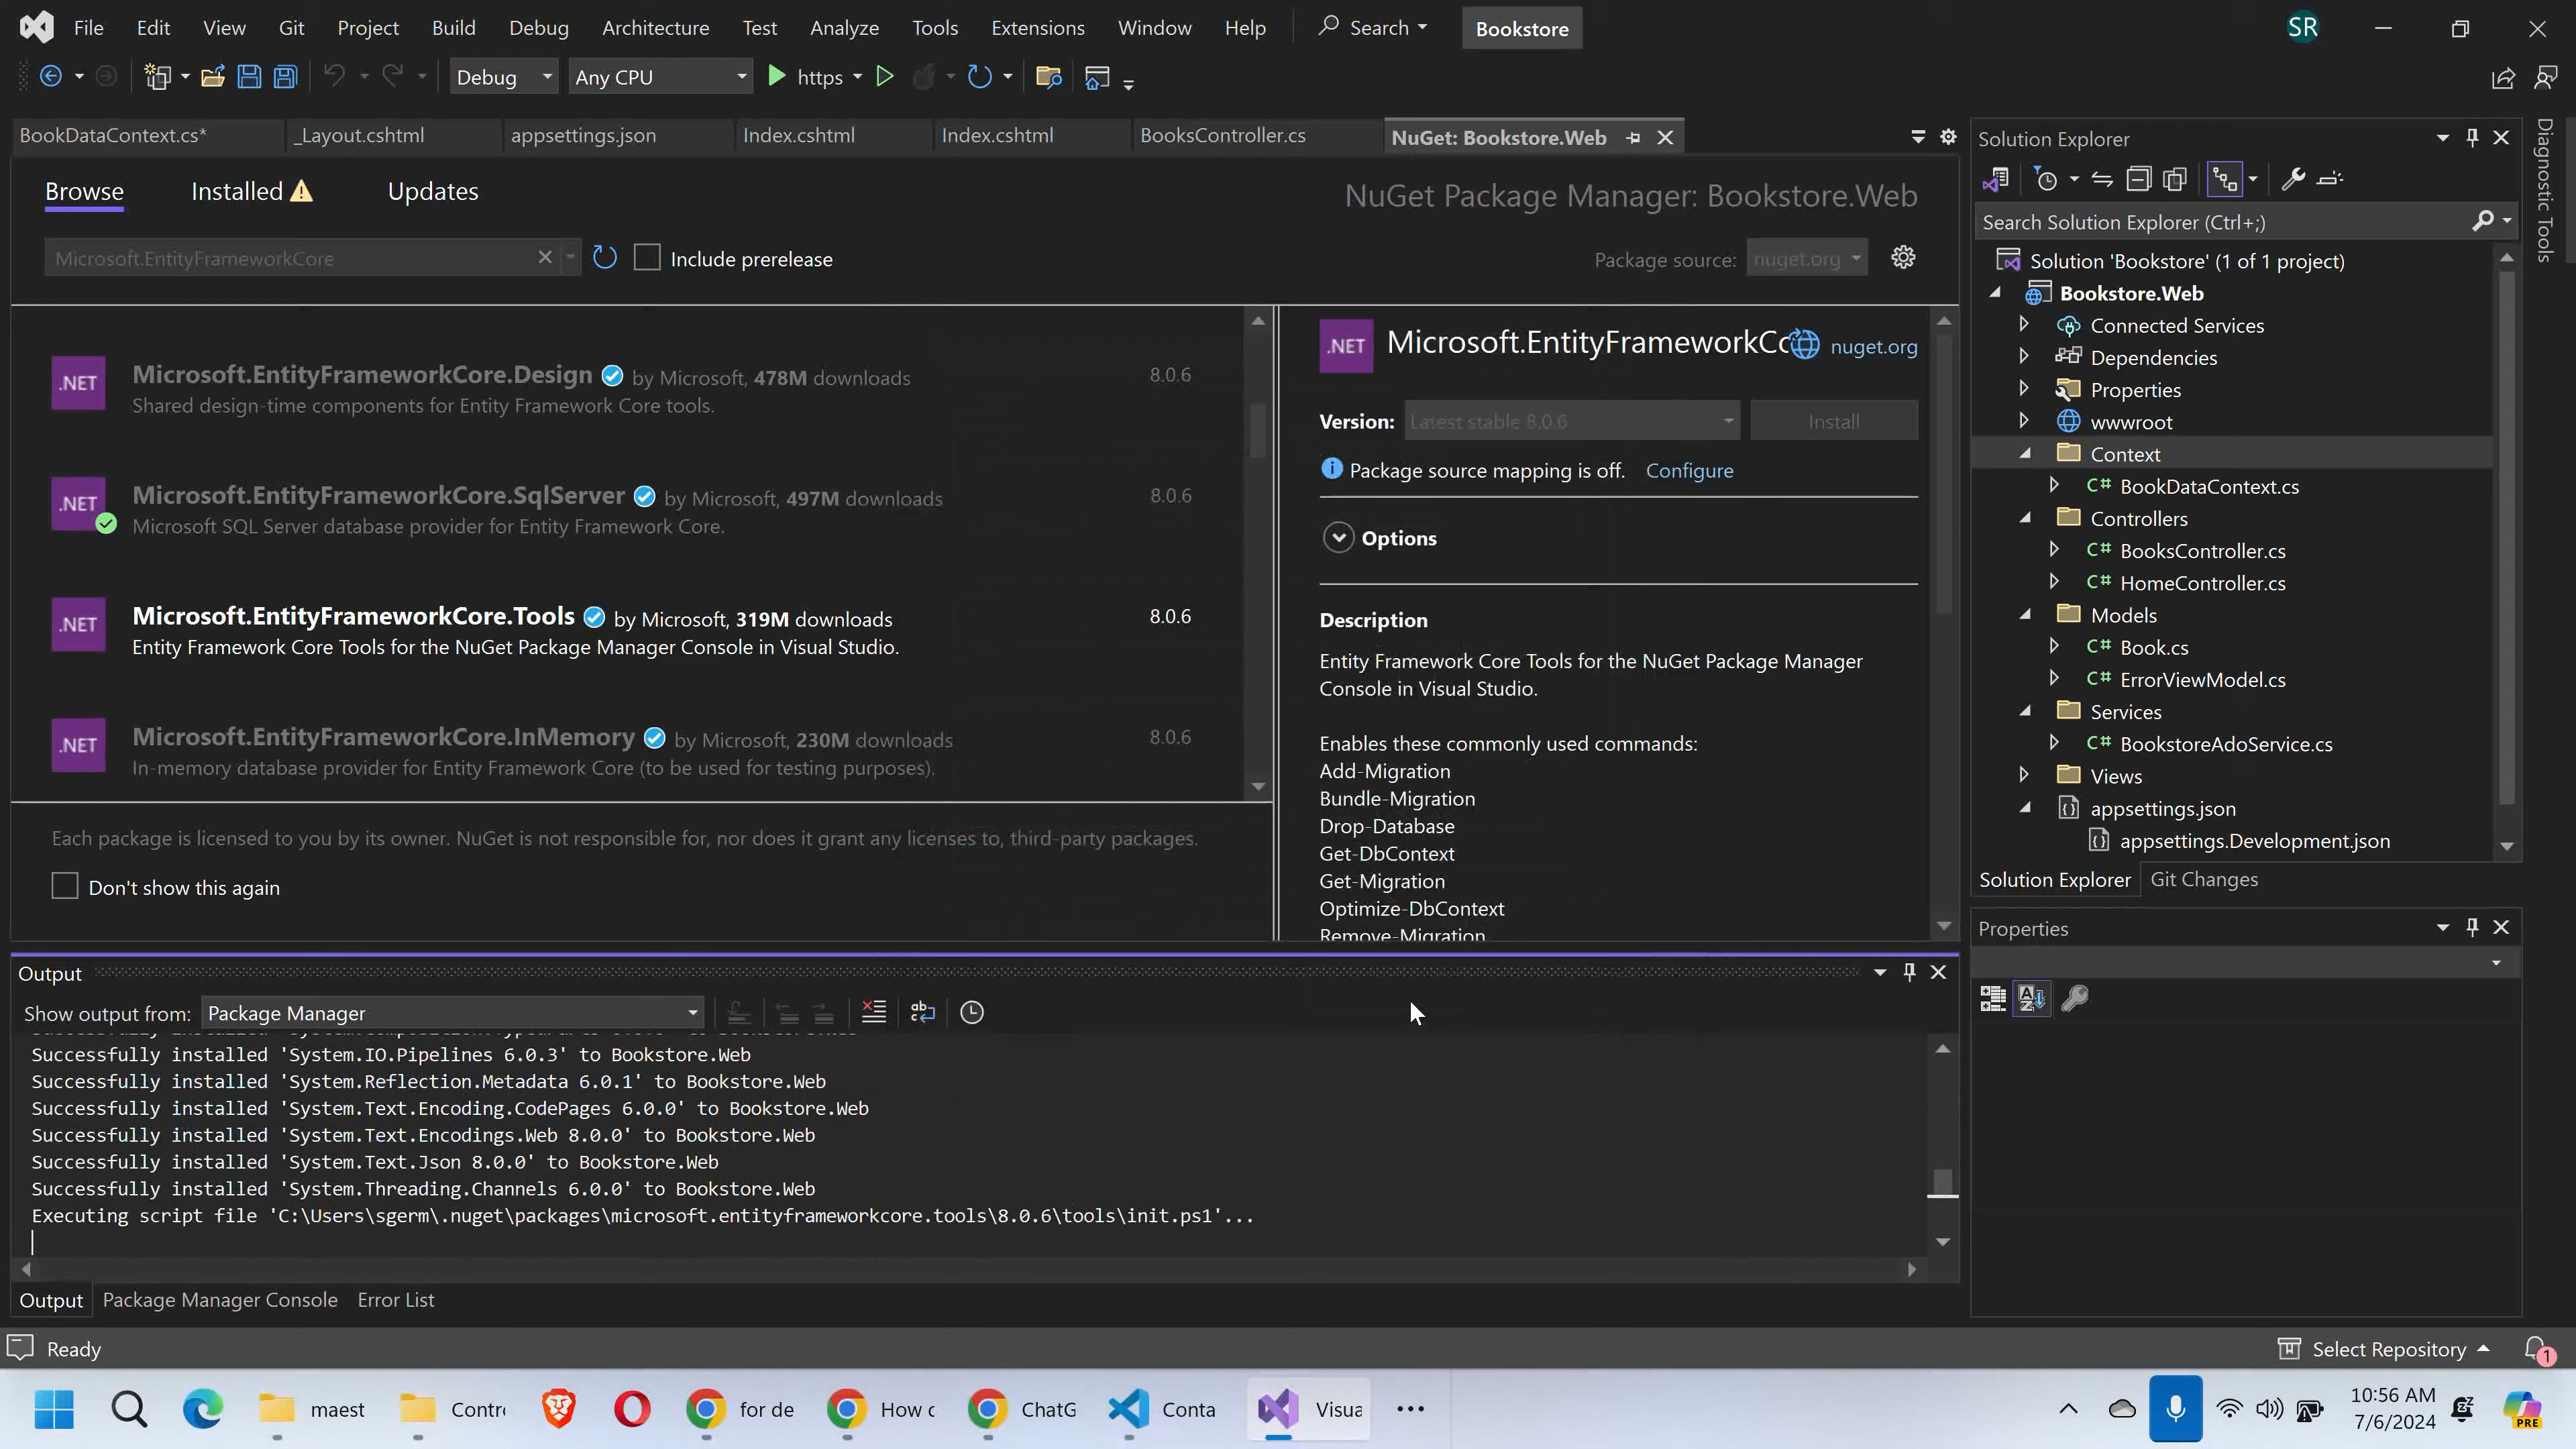 File Edit View Git Project Build Debug Architecture Test Analyze Tools Extensions Window Help Search Bookstore SR
Debug Any CPU https
BookDataContext.cs* _Layout.cshtml appsettings.json Index.cshtml Index.cshtml BooksController.cs NuGet: Bookstore.Web
Browse Installed Updates NuGet Package Manager: Bookstore.Web
Microsoft.EntityFrameworkCore Include prerelease Package source: nuget.org
.NET Microsoft.EntityFrameworkCore.Design by Microsoft, 478M downloads 8.0.6
Shared design-time components for Entity Framework Core tools.
.NET Microsoft.EntityFrameworkCore.SqlServer by Microsoft, 497M downloads 8.0.6
Microsoft SQL Server database provider for Entity Framework Core.
.NET Microsoft.EntityFrameworkCore.Tools by Microsoft, 319M downloads 8.0.6
Entity Framework Core Tools for the NuGet Package Manager Console in Visual Studio.
.NET Microsoft.EntityFrameworkCore.InMemory by Microsoft, 230M downloads 8.0.6
In-memory database provider for Entity Framework Core (to be used for testing purposes).
Each package is licensed to you by its owner. NuGet is not responsible for, nor does it grant any licenses to, third-party packages.
Don't show this again
.NET Microsoft.EntityFrameworkCo nuget.org
Version: Latest stable 8.0.6 Install
Package source mapping is off. Configure
Options
Description
Entity Framework Core Tools for the NuGet Package Manager
Console in Visual Studio.
Enables these commonly used commands:
Add-Migration
Bundle-Migration
Drop-Database
Get-DbContext
Get-Migration
Optimize-DbContext
Remove-Migration
Output
Show output from: Package Manager
Successfully installed 'System.IO.Pipelines 6.0.3' to Bookstore.Web
Successfully installed 'System.Reflection.Metadata 6.0.1' to Bookstore.Web
Successfully installed 'System.Text.Encoding.CodePages 6.0.0' to Bookstore.Web
Successfully installed 'System.Text.Encodings.Web 8.0.0' to Bookstore.Web
Successfully installed 'System.Text.Json 8.0.0' to Bookstore.Web
Successfully installed 'System.Threading.Channels 6.0.0' to Bookstore.Web
Executing script file 'C:\Users\sgerm\.nuget\packages\microsoft.entityframeworkcore.tools\8.0.6\tools\init.ps1'...
Output Package Manager Console Error List
Solution Explorer
Search Solution Explorer (Ctrl+;)
Solution 'Bookstore' (1 of 1 project)
Bookstore.Web
Connected Services
Dependencies
Properties
wwwroot
Context
C# BookDataContext.cs
Controllers
C# BooksController.cs
C# HomeController.cs
Models
C# Book.cs
C# ErrorViewModel.cs
Services
C# BookstoreAdoService.cs
Views
appsettings.json
appsettings.Development.json
Solution Explorer Git Changes
Properties
Diagnostic Tools
Ready Select Repository 1
maest Contr for de How c ChatG Conta Visua
10:56 AM
7/6/2024
PRE